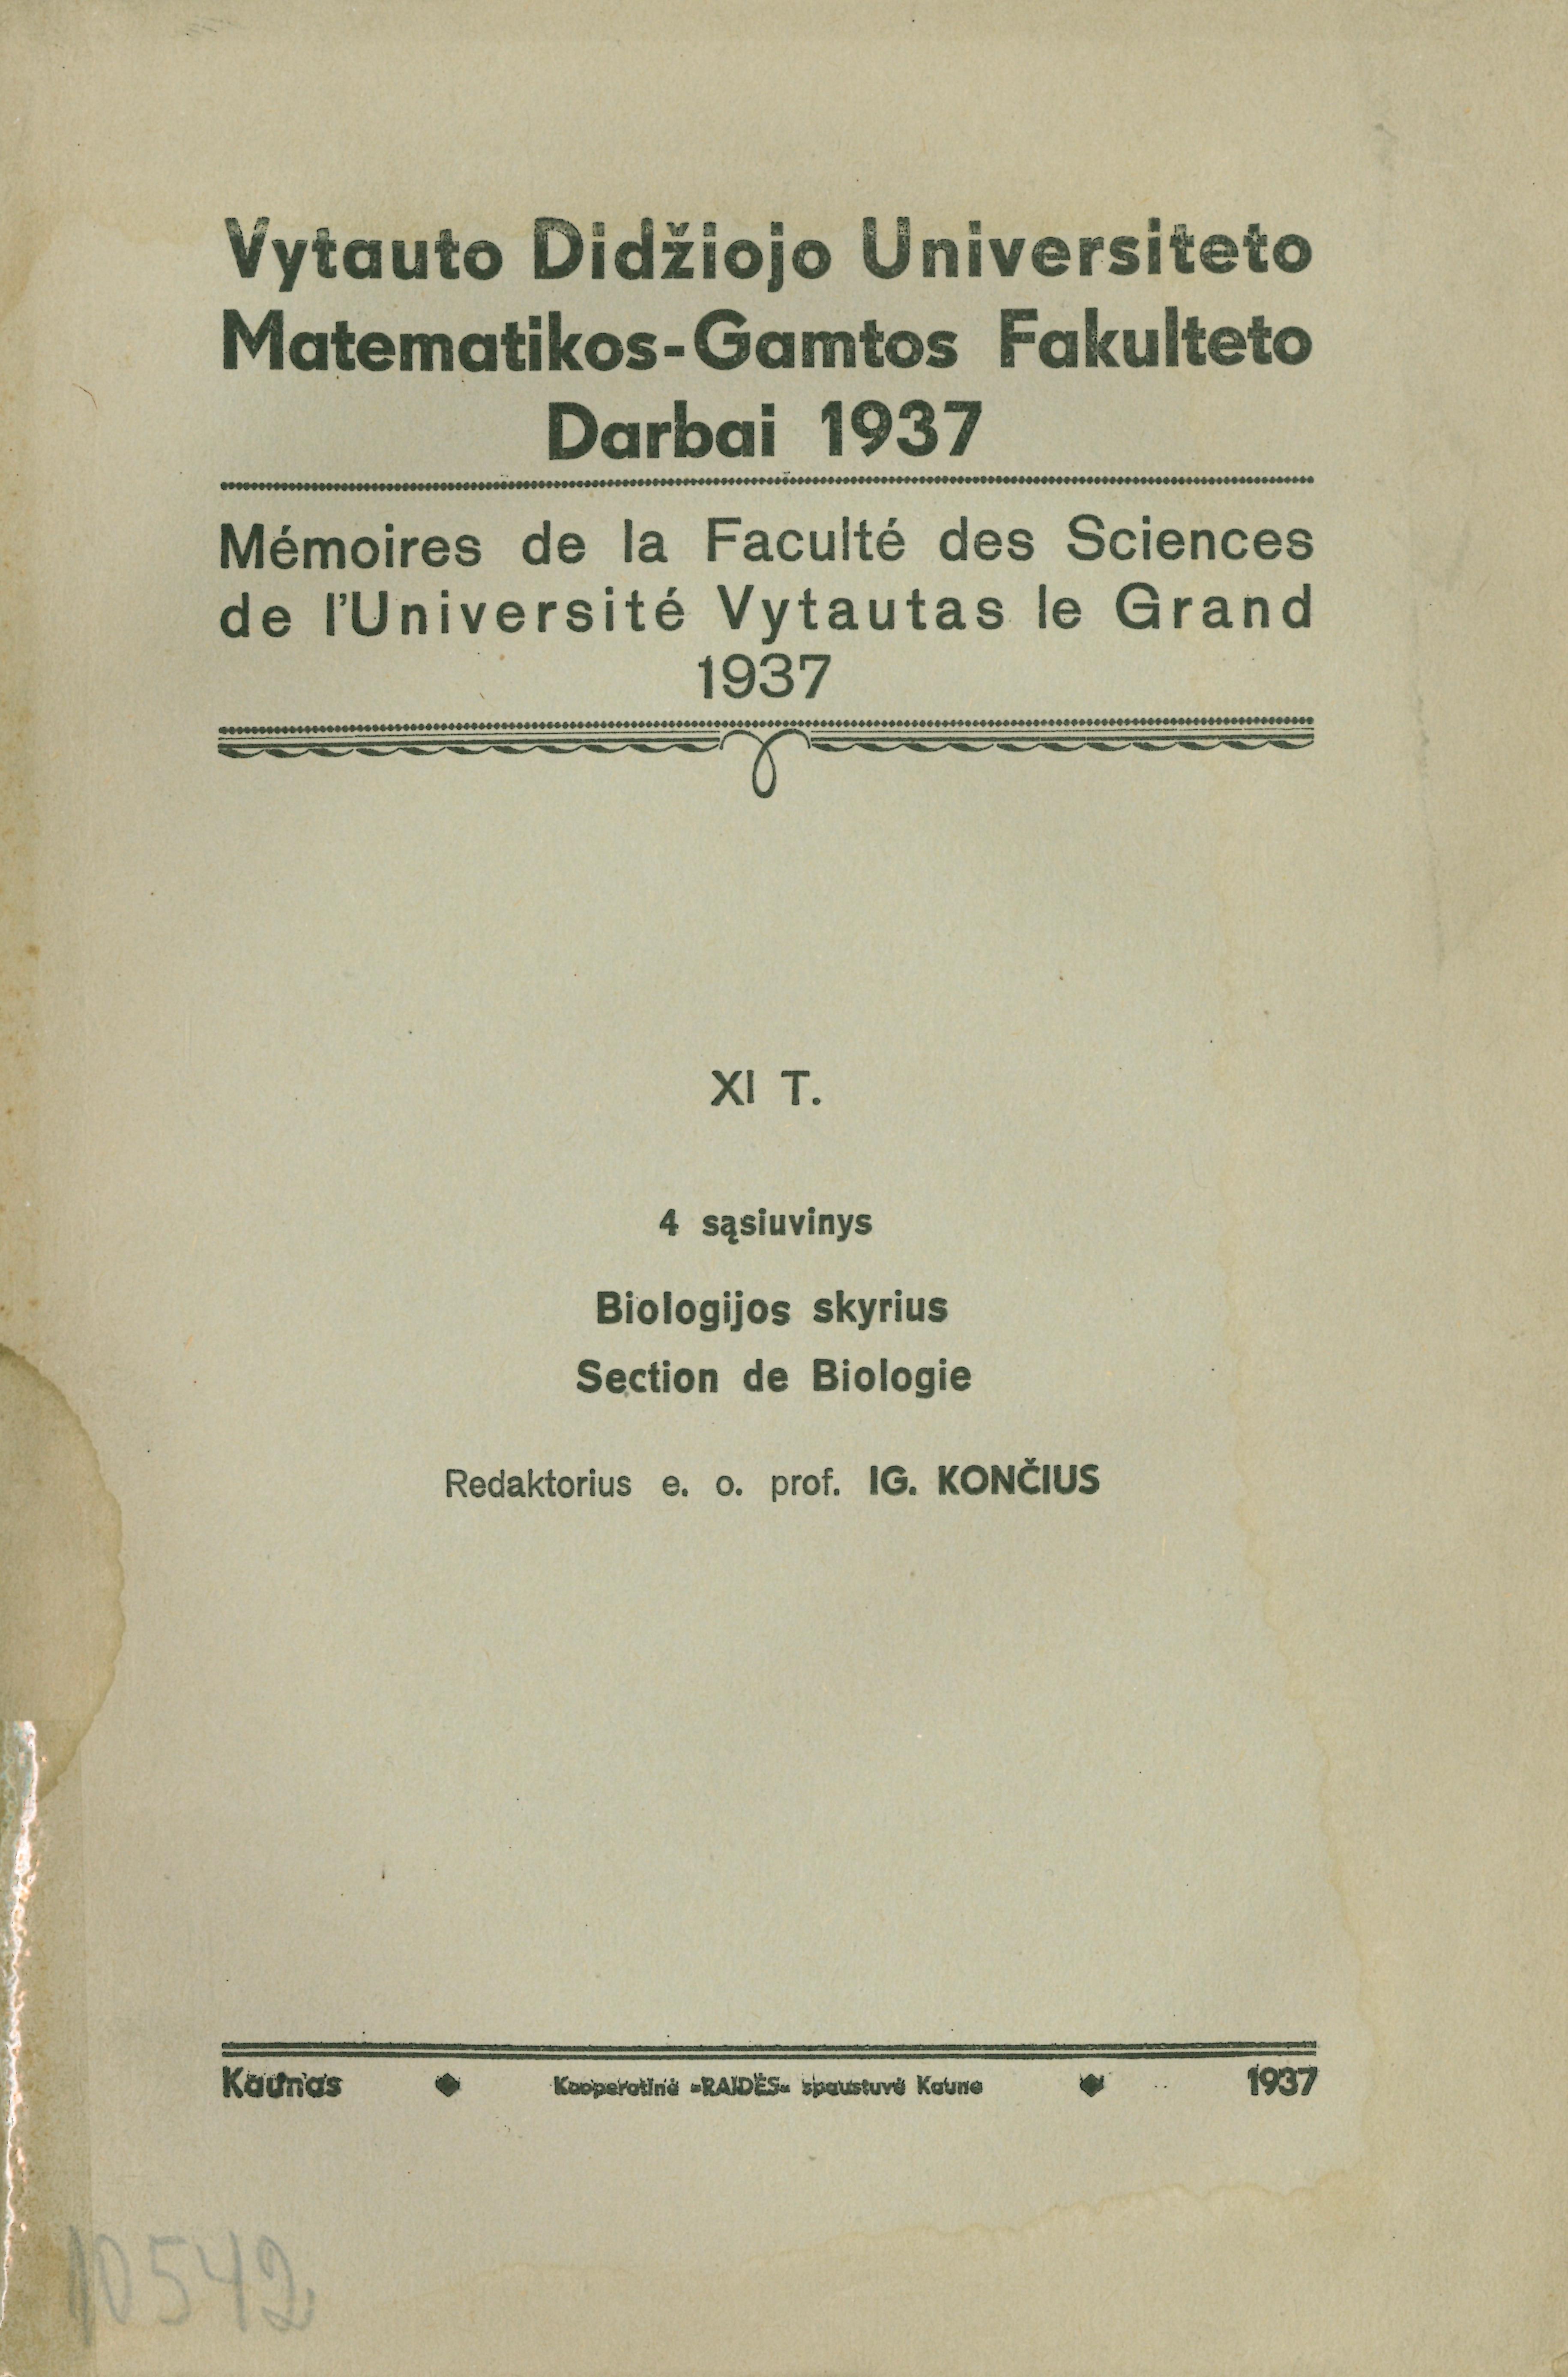 Vytauto Didžiojo Universiteto
Matematikos-Gamtos Fakulteto
Darbai 1937
Mémoires de la Faculté des Sciences
de l'Université Vytautas le Grand
1937
XI T.
4 sąsiuvinys
Biologijos skyrius
Section de Biologie
Redaktorius e. o. prof. IG. KONČIUS
Kaunas ◆ Kooperatinė »RAIDĖS« spaustuvė Kaune ◆ 1937
10542